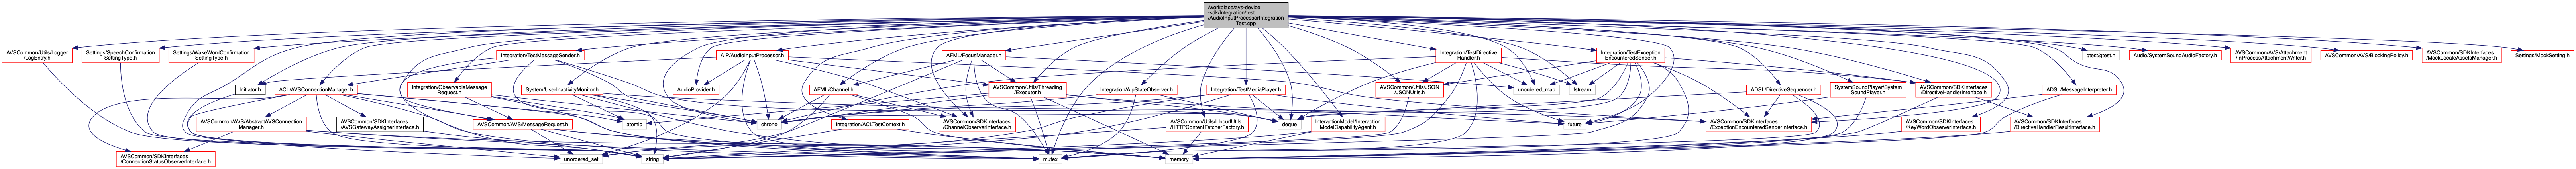 /workplace/avs-device
-sdk/Integration/test
/AudioInputProcessorIntegration
Test.cpp
AVSCommon/Utils/Logger
/LogEntry.h
Settings/SpeechConfirmation
SettingType.h
Settings/WakeWordConfirmation
SettingType.h
Integration/TestMessageSender.h
AIP/AudioInputProcessor.h
AFML/FocusManager.h
Integration/TestDirective
Handler.h
Integration/TestException
EncounteredSender.h
gtest/gtest.h
Audio/SystemSoundAudioFactory.h
AVSCommon/AVS/Attachment
/InProcessAttachmentWriter.h
AVSCommon/AVS/BlockingPolicy.h
AVSCommon/SDKInterfaces
/MockLocaleAssetsManager.h
Settings/MockSetting.h
Initiator.h
ACL/AVSConnectionManager.h
Integration/ObservableMessage
Request.h
System/UserInactivityMonitor.h
AudioProvider.h
AFML/Channel.h
AVSCommon/Utils/Threading
/Executor.h
Integration/AipStateObserver.h
Integration/TestMediaPlayer.h
AVSCommon/Utils/JSON
/JSONUtils.h
unordered_map
fstream
ADSL/DirectiveSequencer.h
SystemSoundPlayer/System
SoundPlayer.h
AVSCommon/SDKInterfaces
/DirectiveHandlerInterface.h
ADSL/MessageInterpreter.h
AVSCommon/AVS/AbstractAVSConnection
Manager.h
AVSCommon/SDKInterfaces
/AVSGatewayAssignerInterface.h
AVSCommon/AVS/MessageRequest.h
atomic
chrono
Integration/ACLTestContext.h
AVSCommon/SDKInterfaces
/ChannelObserverInterface.h
AVSCommon/Utils/LibcurlUtils
/HTTPContentFetcherFactory.h
deque
InteractionModel/Interaction
ModelCapabilityAgent.h
future
AVSCommon/SDKInterfaces
/ExceptionEncounteredSenderInterface.h
AVSCommon/SDKInterfaces
/KeyWordObserverInterface.h
AVSCommon/SDKInterfaces
/DirectiveHandlerResultInterface.h
AVSCommon/SDKInterfaces
/ConnectionStatusObserverInterface.h
unordered_set
string
mutex
memory